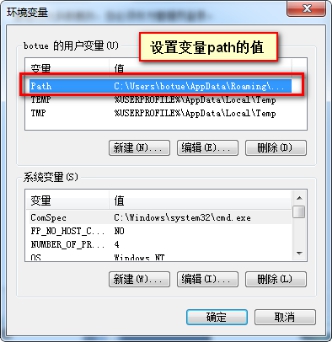 环境变量
botue 的用户变量(U)
设置变量path的值
变量 值
Path C:\Users\botue\AppData\Roaming\...
TEMP %USERPROFILE%\AppData\Local\Temp
TMP %USERPROFILE%\AppData\Local\Temp
新建(N)... 编辑(E)... 删除(D)
系统变量(S)
变量 值
ComSpec C:\Windows\system32\cmd.exe
FP_NO_HOST_C... NO
NUMBER_OF_PR... 4
OS Windows_NT
新建(W)... 编辑(I)... 删除(L)
确定 取消